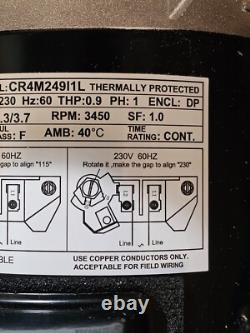 L:CR4M249I1L THERMALLY PROTECTED
230 Hz:60 THP:0.9 PH: 1 ENCL: DP
.3/3.7 RPM: 3450 SF: 1.0
UL
ASS: F AMB: 40°C TIME
RATING: CONT.
60HZ
gap to align "115"
230V 60HZ
Rotate it, make the gap to align "230"
Line
Line Line
BLE
USE COPPER CONDUCTORS ONLY.
ACCEPTABLE FOR FIELD WIRING